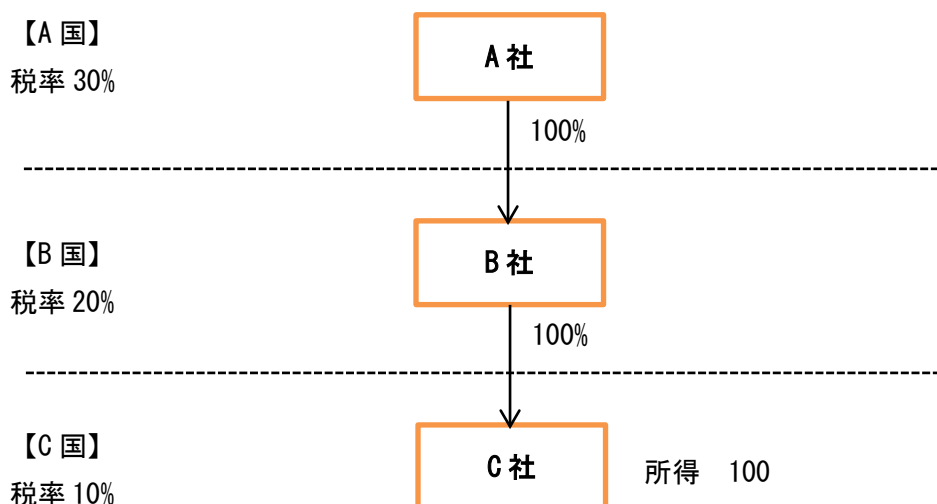 【A 国】
税率 30%
A 社
100%
【B 国】
税率 20%
B 社
100%
【C 国】
税率 10%
C 社
所得 100